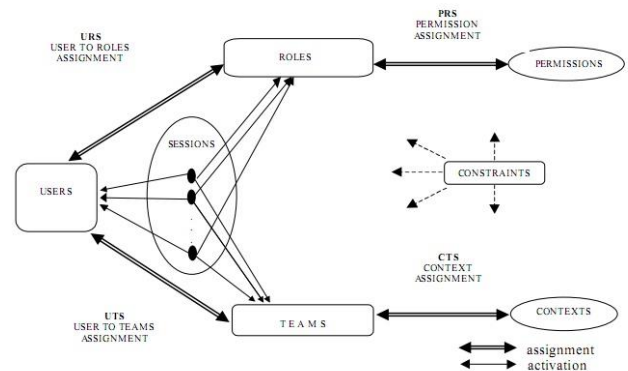 URS
USER TO ROLES
ASSIGNMENT
PRS
PERMISSION
ASSIGNMENT
ROLES
PERMISSIONS
SESSIONS
USERS
CONSTRAINTS
CTS
CONTEXT
ASSIGNMENT
UTS
USER TO TEAMS
ASSIGNMENT
TEAMS
CONTEXTS
assignment
activation